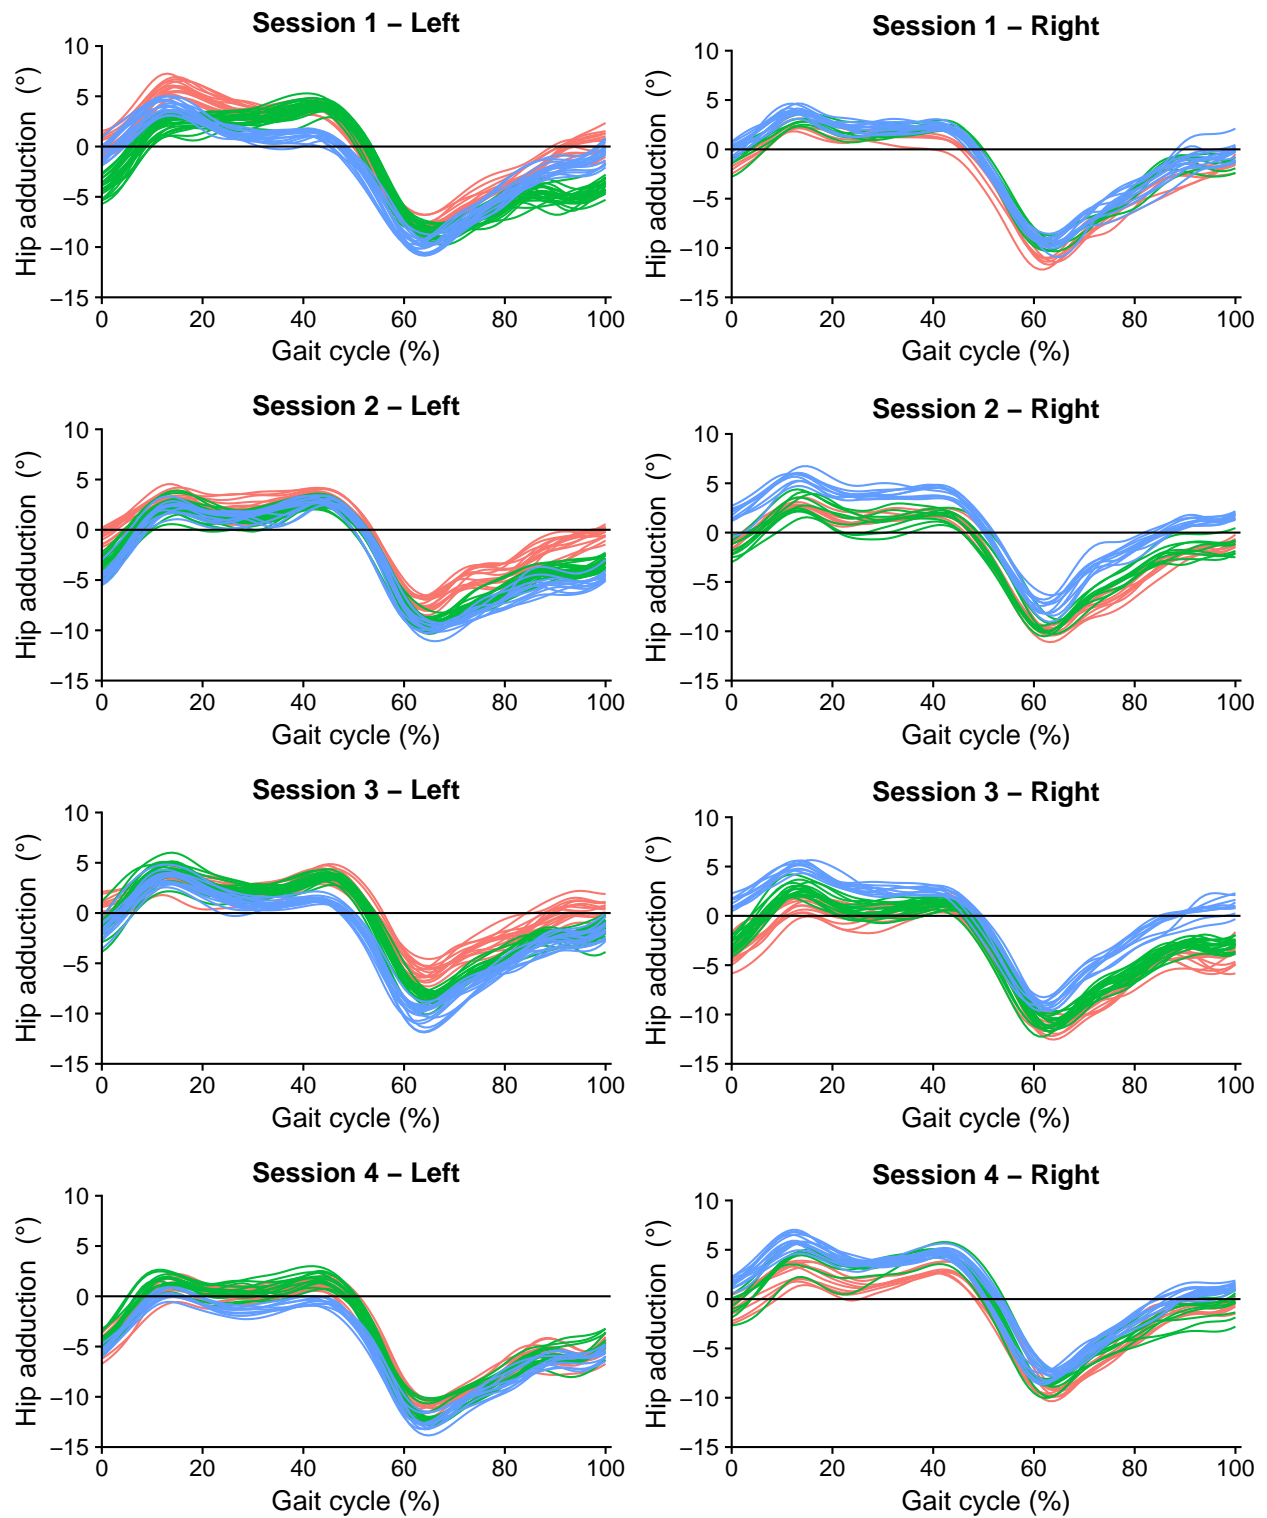 Session 1 – Left
Hip adduction (°)
10
5
0
–5
–10
–15
0 20 40 60 80 100
Gait cycle (%)
Session 1 – Right
Hip adduction (°)
10
5
0
–5
–10
–15
0 20 40 60 80 100
Gait cycle (%)
Session 2 – Left
Hip adduction (°)
10
5
0
–5
–10
–15
0 20 40 60 80 100
Gait cycle (%)
Session 2 – Right
Hip adduction (°)
10
5
0
–5
–10
–15
0 20 40 60 80 100
Gait cycle (%)
Session 3 – Left
Hip adduction (°)
10
5
0
–5
–10
–15
0 20 40 60 80 100
Gait cycle (%)
Session 3 – Right
Hip adduction (°)
10
5
0
–5
–10
–15
0 20 40 60 80 100
Gait cycle (%)
Session 4 – Left
Hip adduction (°)
10
5
0
–5
–10
–15
0 20 40 60 80 100
Gait cycle (%)
Session 4 – Right
Hip adduction (°)
10
5
0
–5
–10
–15
0 20 40 60 80 100
Gait cycle (%)